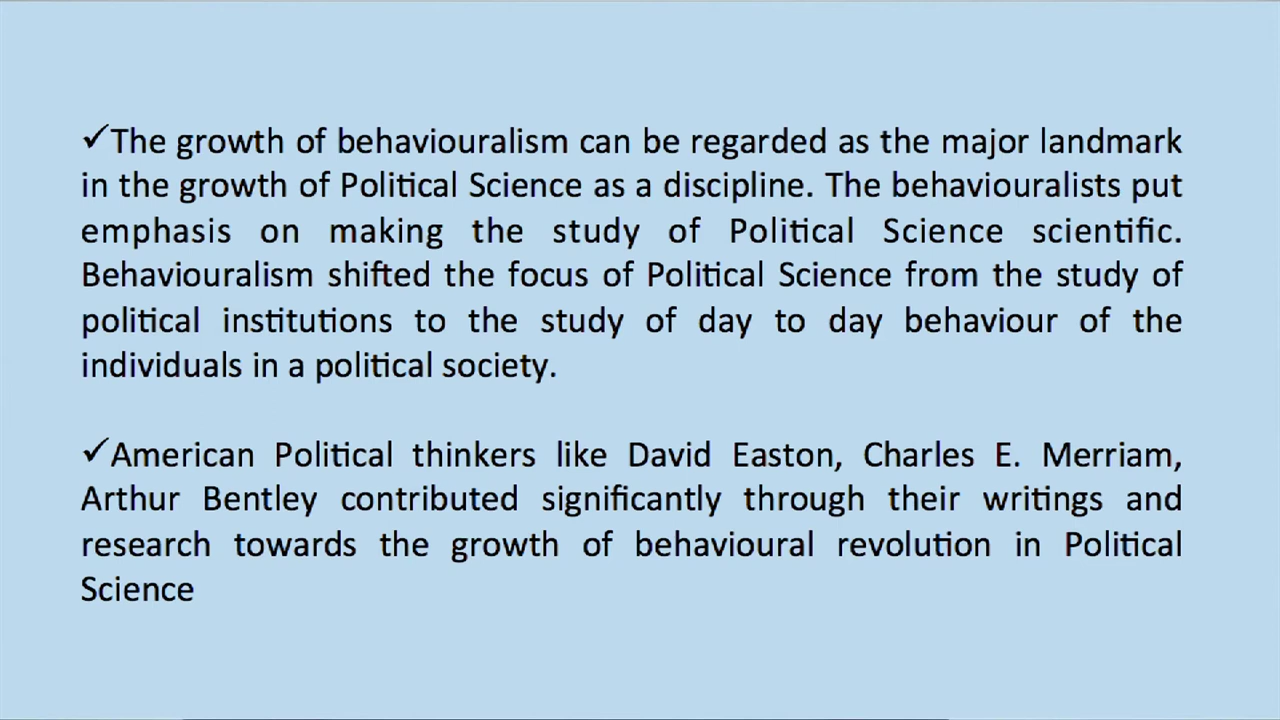 ✓The growth of behaviouralism can be regarded as the major landmark
in the growth of Political Science as a discipline. The behaviouralists put
emphasis on making the study of Political Science scientific.
Behaviouralism shifted the focus of Political Science from the study of
political institutions to the study of day to day behaviour of the
individuals in a political society.
✓American Political thinkers like David Easton, Charles E. Merriam,
Arthur Bentley contributed significantly through their writings and
research towards the growth of behavioural revolution in Political
Science